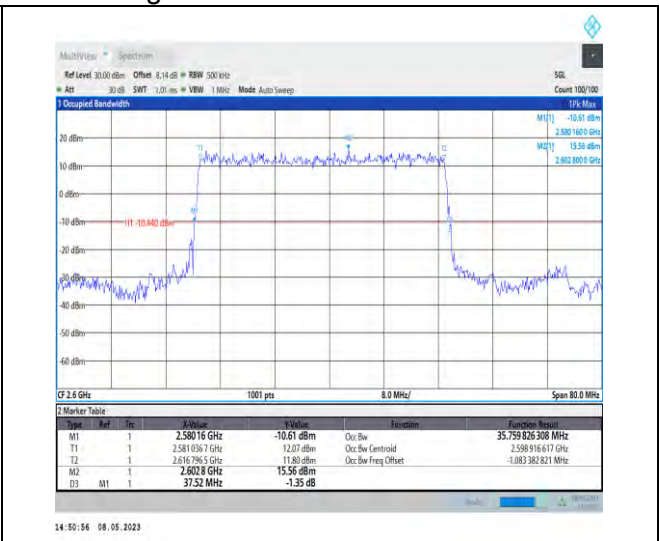 MultiView Spectrum
Ref Level 30.00 dBm Offset 8.14 dB RBW 500 kHz SGL
Att 30 dB SWT 1.01 ms VBW 1 MHz Mode Auto Sweep Count 100/100
1 Occupied Bandwidth 1Pk Max
M1[1] -10.61 dBm
2.580 160 0 GHz
M2[1] 15.56 dBm
2.602 800 0 GHz
20 dBm
T1 M2 T2
10 dBm
0 dBm
M1
-10 dBm H1 -10.440 dBm
-20 dBm
-30 dBm
-40 dBm
-50 dBm
-60 dBm
CF 2.6 GHz 1001 pts 8.0 MHz/ Span 80.0 MHz
2 Marker Table
Type Ref Trc X-Value Y-Value Function Function Result
M1 1 2.580 16 GHz -10.61 dBm Occ Bw 35.759 826 308 MHz
T1 1 2.581 036 7 GHz 12.07 dBm Occ Bw Centroid 2.598 916 617 GHz
T2 1 2.616 796 5 GHz 11.80 dBm Occ Bw Freq Offset -1.083 382 821 MHz
M2 1 2.602 8 GHz 15.56 dBm
D3 M1 1 37.52 MHz -1.35 dB
14:50:56 08.05.2023